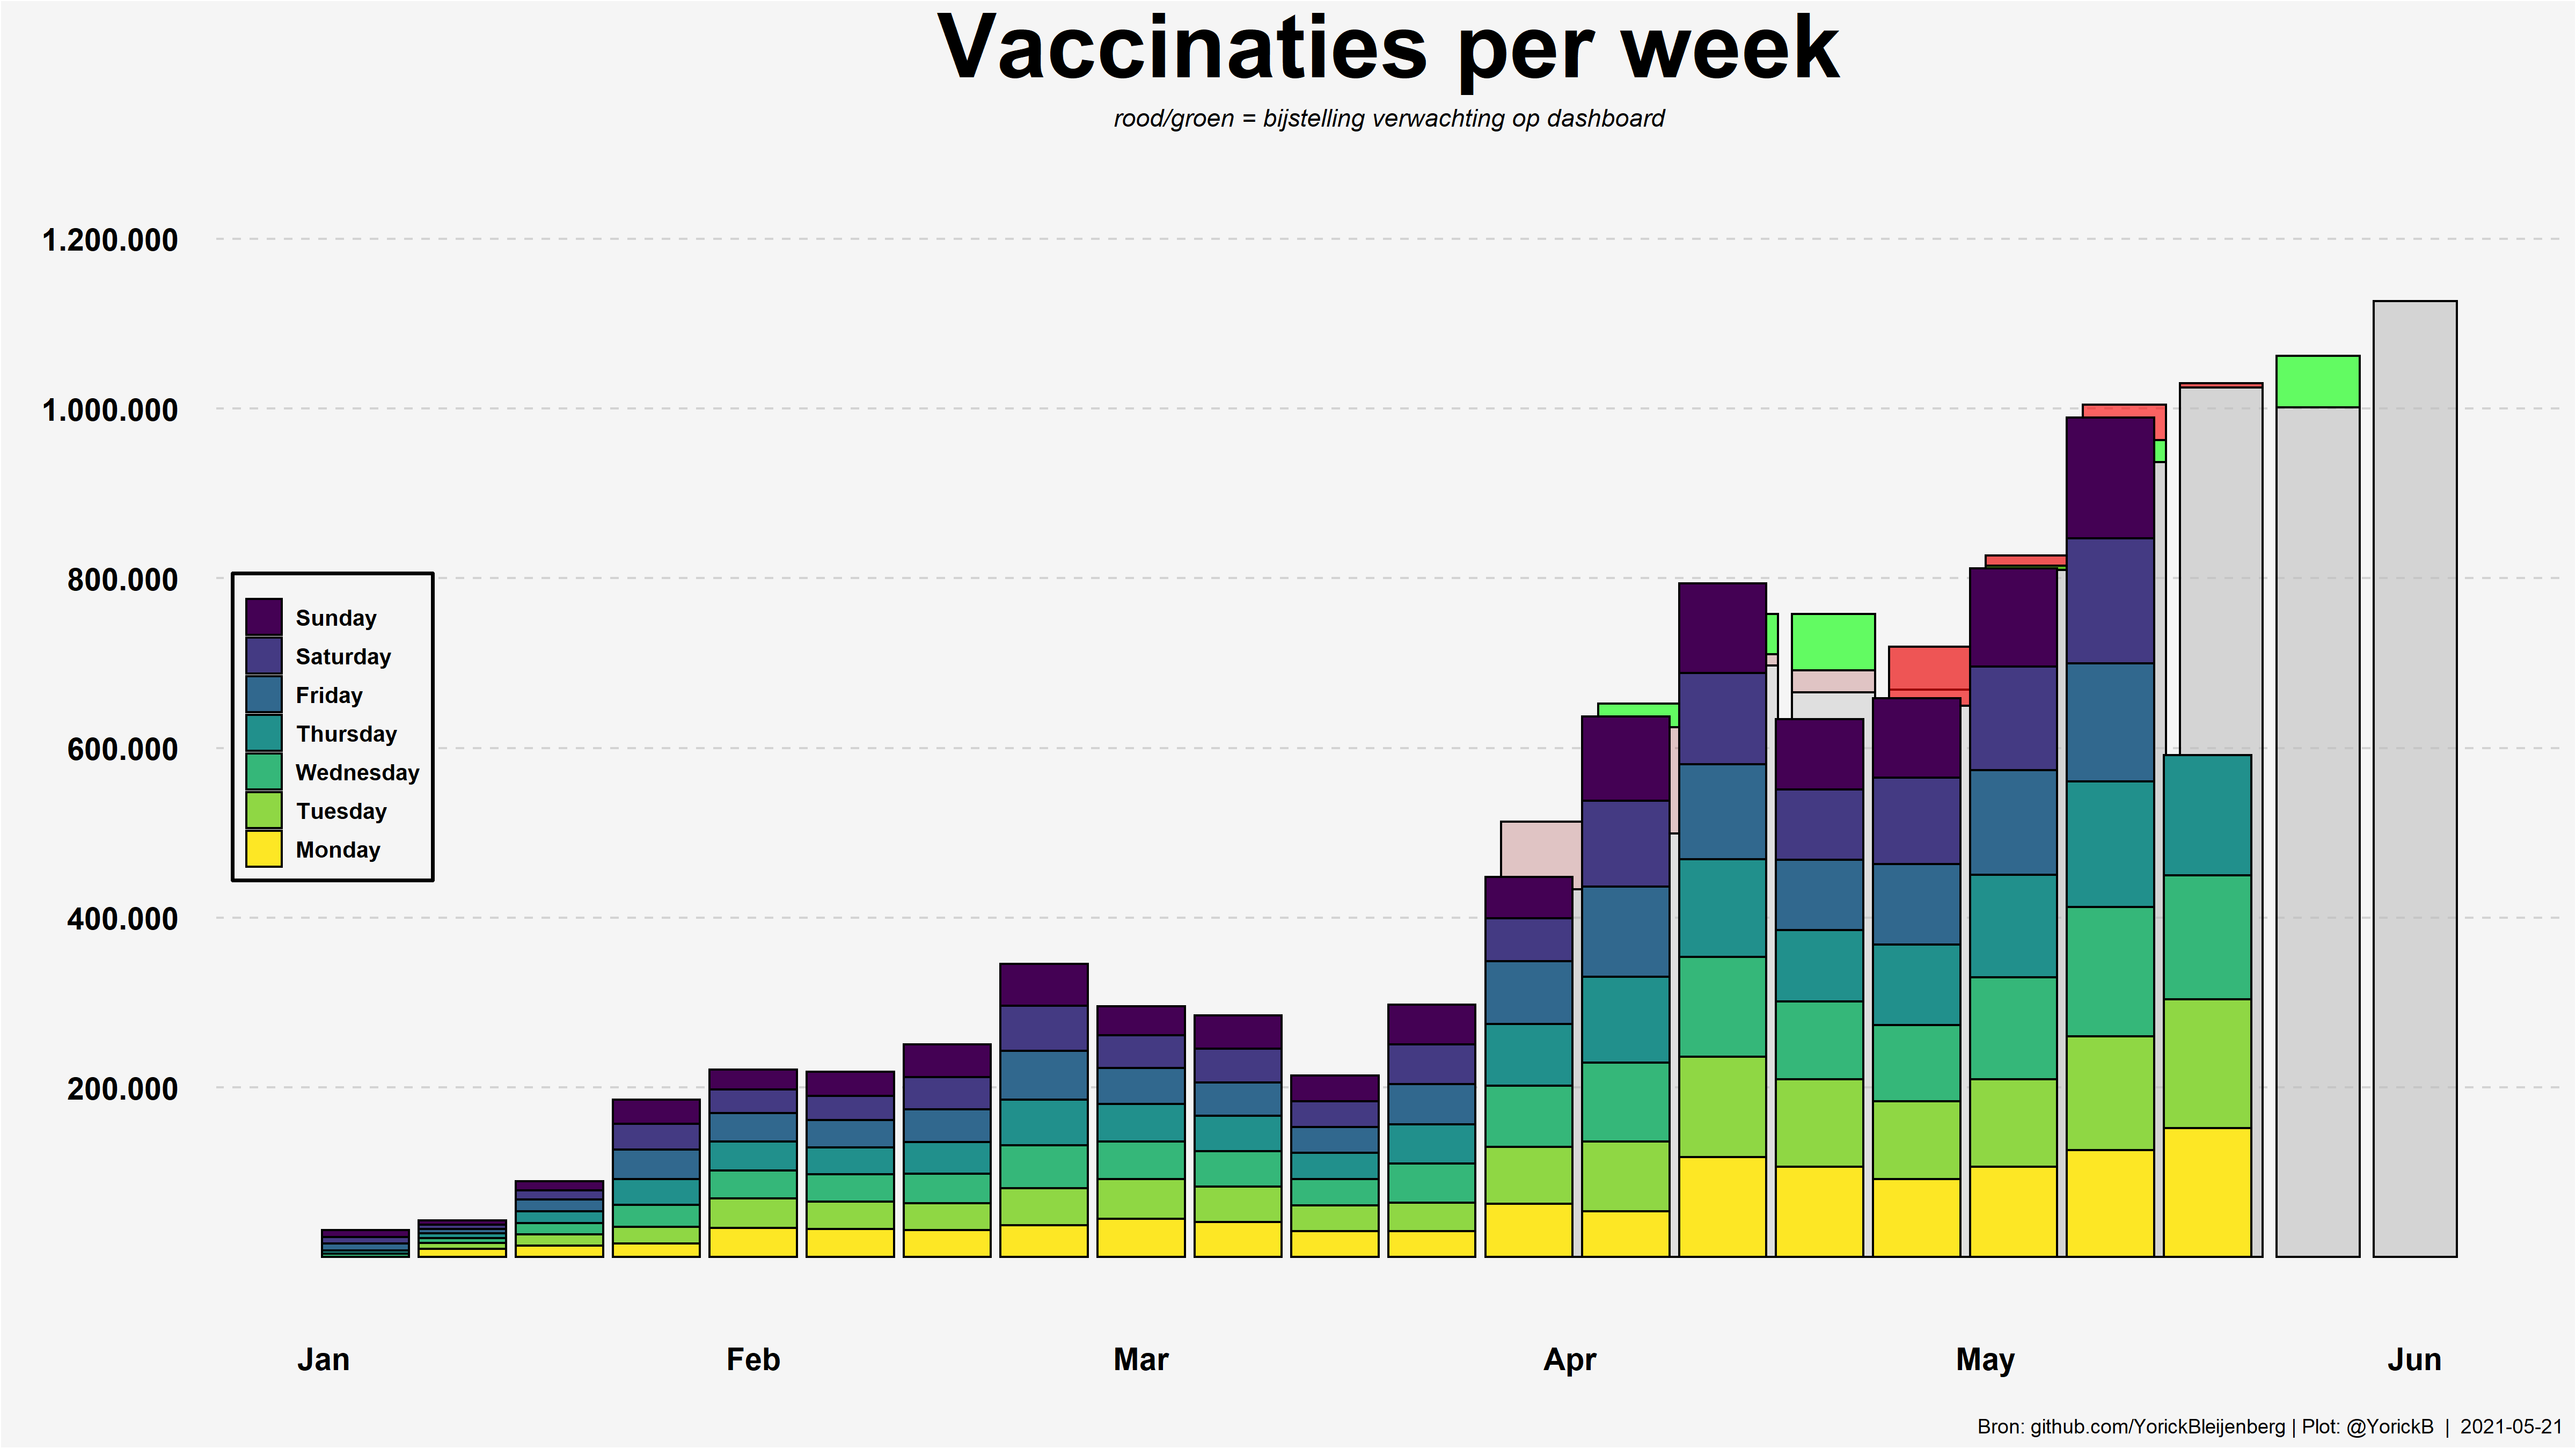 Vaccinaties per week
rood/groen = bijstelling verwachting op dashboard
1.200.000
1.000.000
800.000
600.000
400.000
200.000
Sunday
Saturday
Friday
Thursday
Wednesday
Tuesday
Monday
Jan Feb Mar Apr May Jun
Bron: github.com/YorickBleijenberg | Plot: @YorickB | 2021-05-21